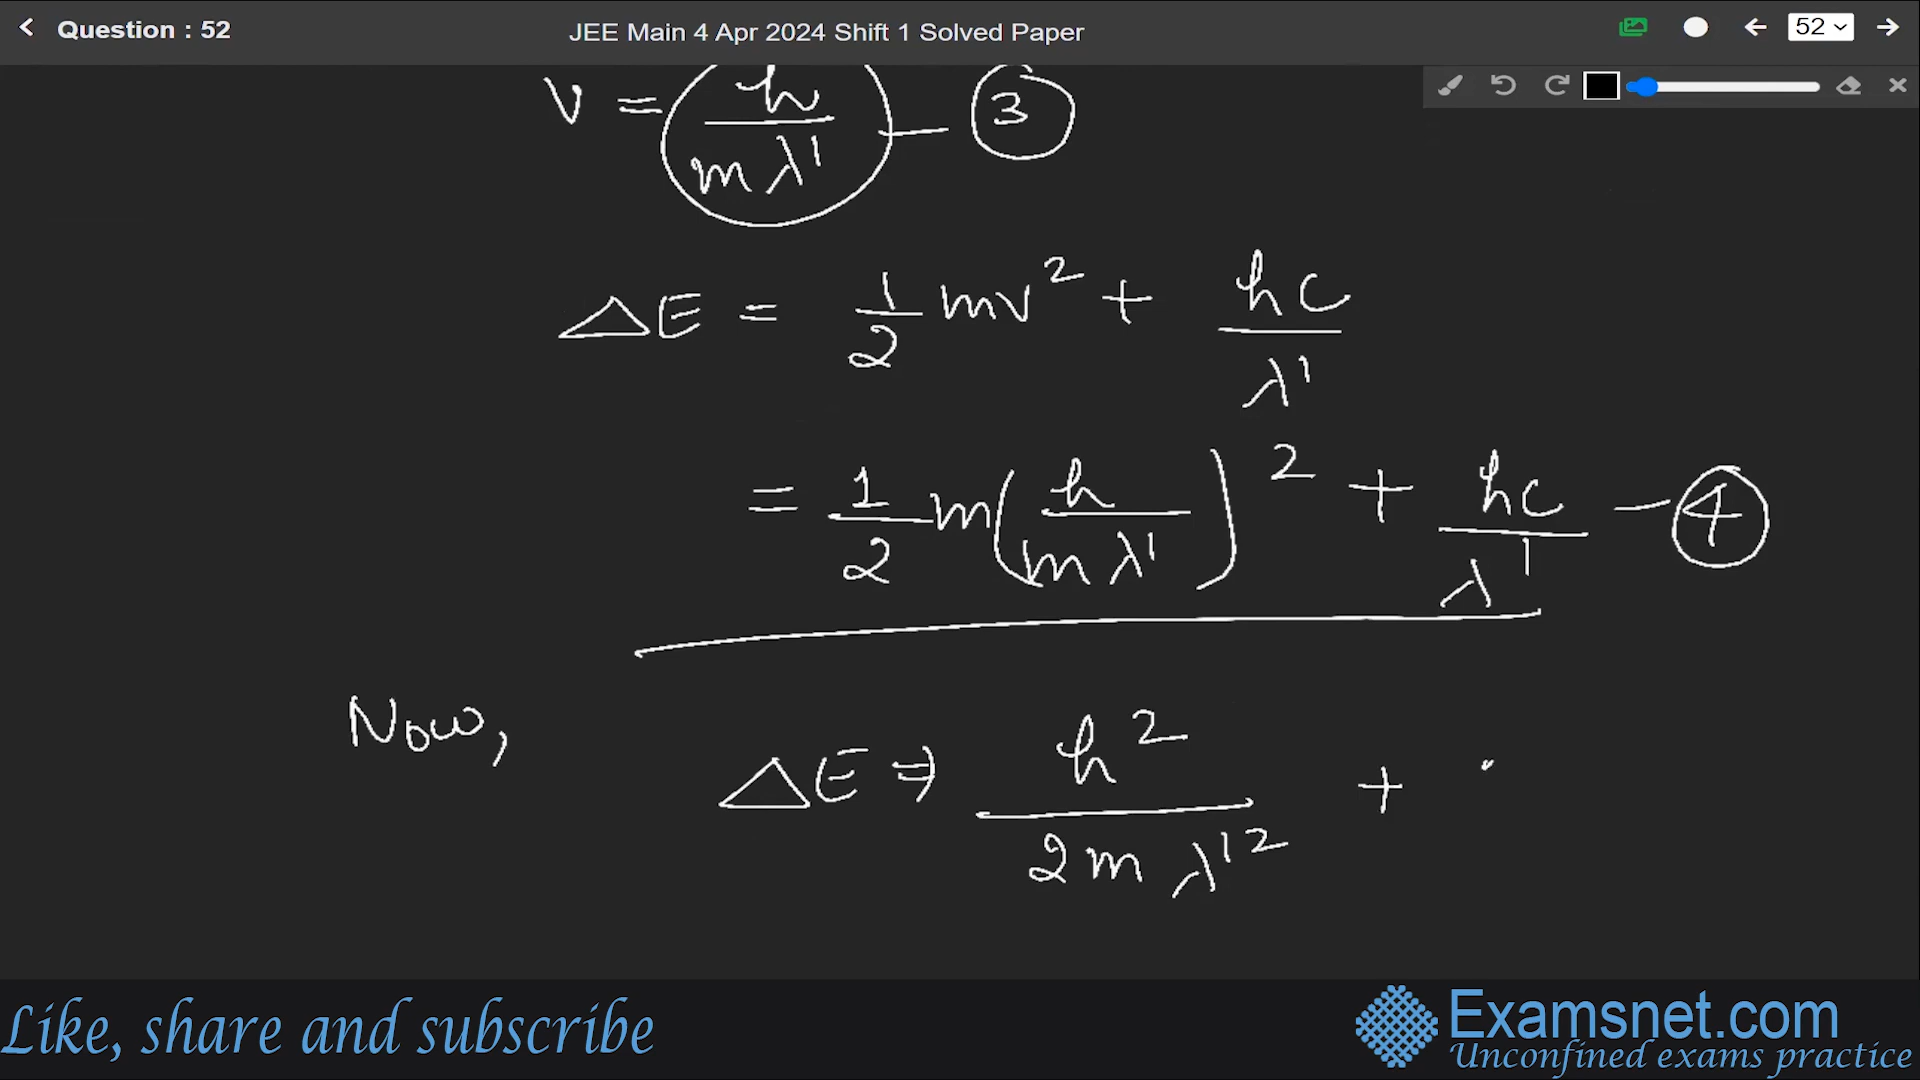 Question : 52
JEE Main 4 Apr 2024 Shift 1 Solved Paper
52
v = h/(mλ') — ③
ΔE = 1/2 mv² + hc/λ'
= 1/2 m(h/(mλ'))² + hc/λ' — ④
Now,
ΔE ⇒ h²/(2mλ'²) +
Like, share and subscribe
Examsnet.com
Unconfined exams practice